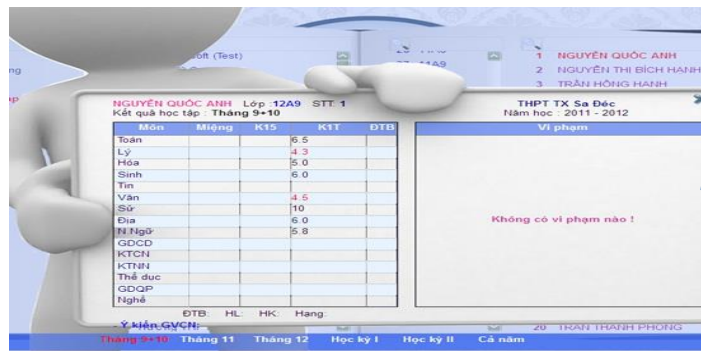 oft (Test)
1 NGUYỄN QUỐC ANH
2 NGUYỄN THỊ BÍCH HẠNH
3 TRẦN HỒNG HẠNH
NGUYỄN QUỐC ANH Lớp :12A9 STT: 1
Kết quả học tập : Tháng 9+10
Môn Miệng K15 K1T ĐTB
Toán 6.5
Lý 4.3
Hóa 5.0
Sinh 6.0
Tin
Văn 4.5
Sử 10
Địa 6.0
N.Ngữ 5.8
GDCD
KTCN
KTNN
Thể dục
GDQP
Nghề
ĐTB: HL: HK: Hạng:
- Ý kiến GVCN:
THPT TX Sa Đéc
Năm học : 2011 - 2012
Vi phạm
Không có vi phạm nào !
20 TRẦN THANH PHONG
Tháng 9+10 Tháng 11 Tháng 12 Học kỳ I Học kỳ II Cả năm